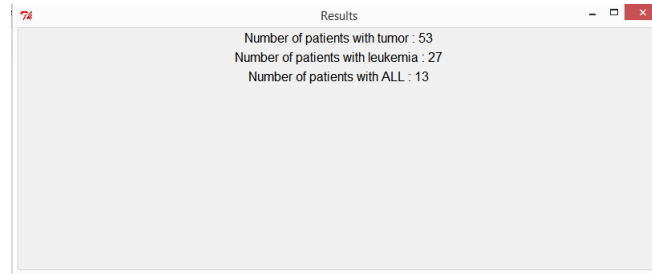 Results
Number of patients with tumor : 53
Number of patients with leukemia : 27
Number of patients with ALL : 13